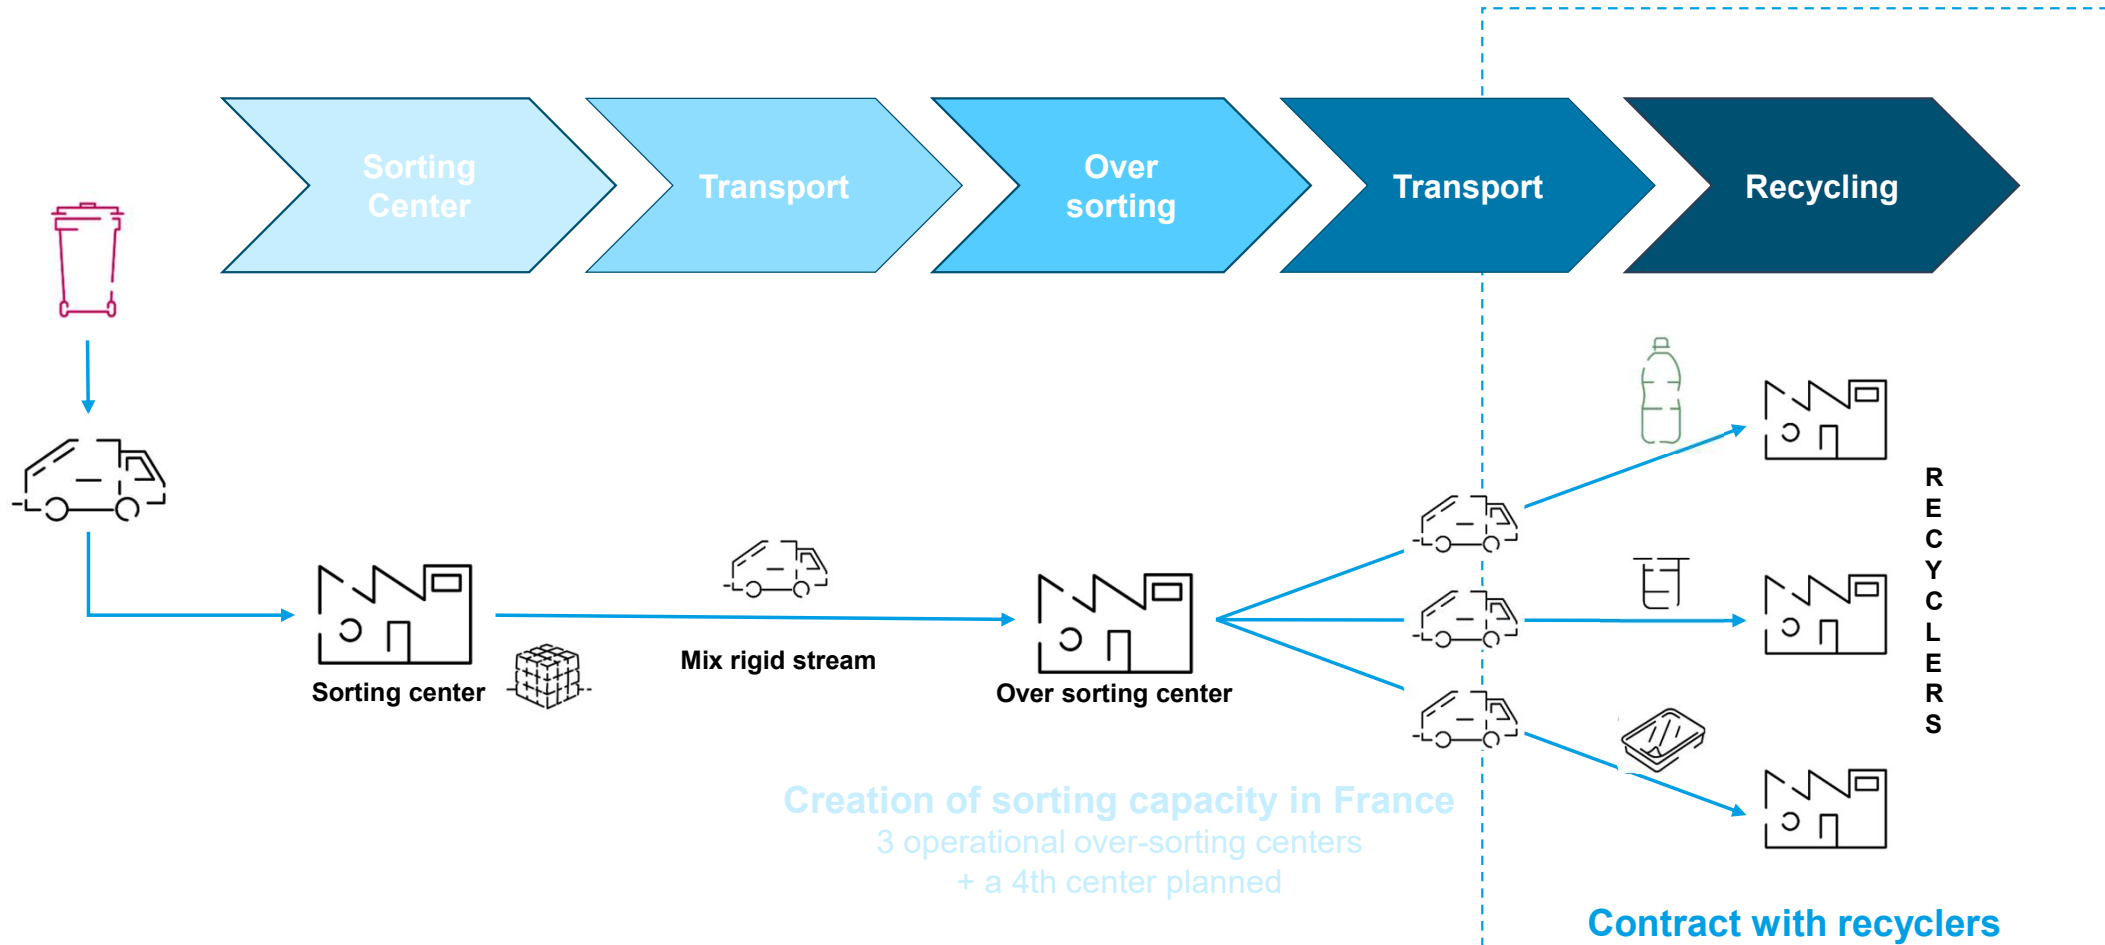 Sorting
Center
Transport
Over
sorting
Transport
Recycling
Sorting center
Mix rigid stream
Over sorting center
RECYCLERS
Creation of sorting capacity in France
3 operational over-sorting centers
+ a 4th center planned
Contract with recyclers